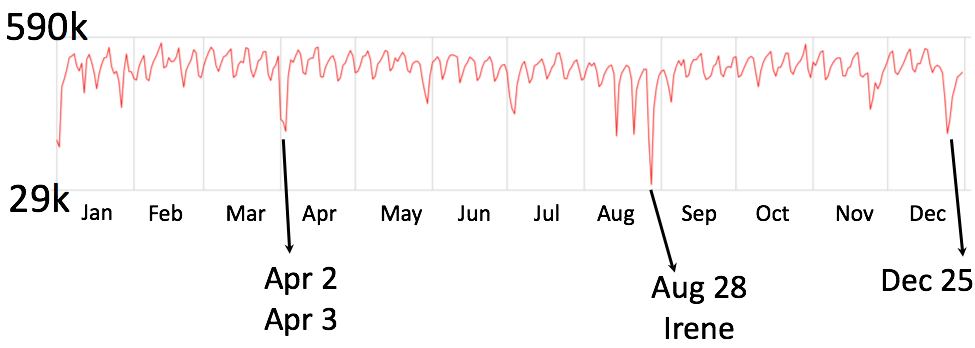 590k
29k
Jan Feb Mar Apr May Jun Jul Aug Sep Oct Nov Dec
Apr 2
Apr 3
Aug 28
Irene
Dec 25